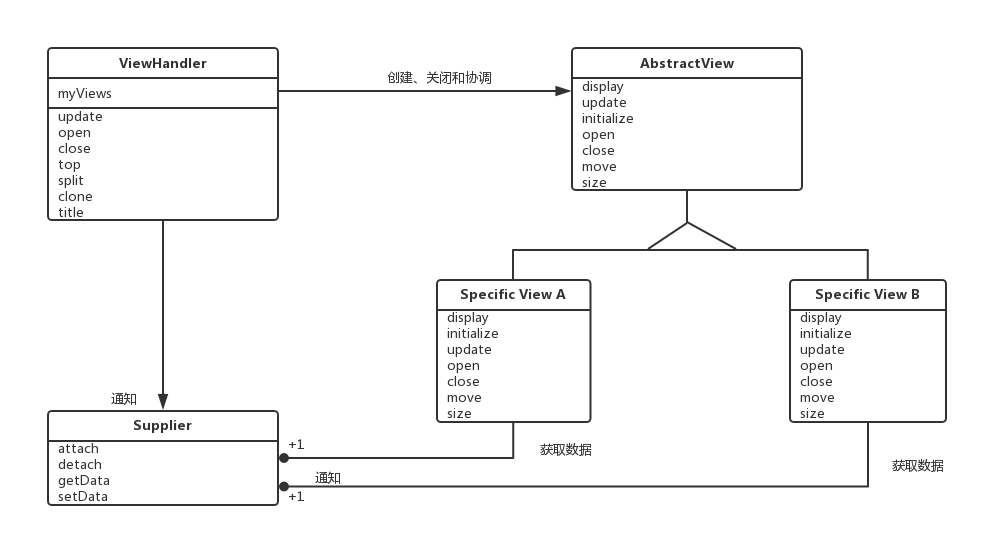 ViewHandler
myViews
update
open
close
top
split
clone
title
创建、关闭和协调
AbstractView
display
update
initialize
open
close
move
size
Specific View A
display
initialize
update
open
close
move
size
Specific View B
display
initialize
update
open
close
move
size
通知
Supplier
attach
detach
getData
setData
+1
获取数据
通知
+1
获取数据